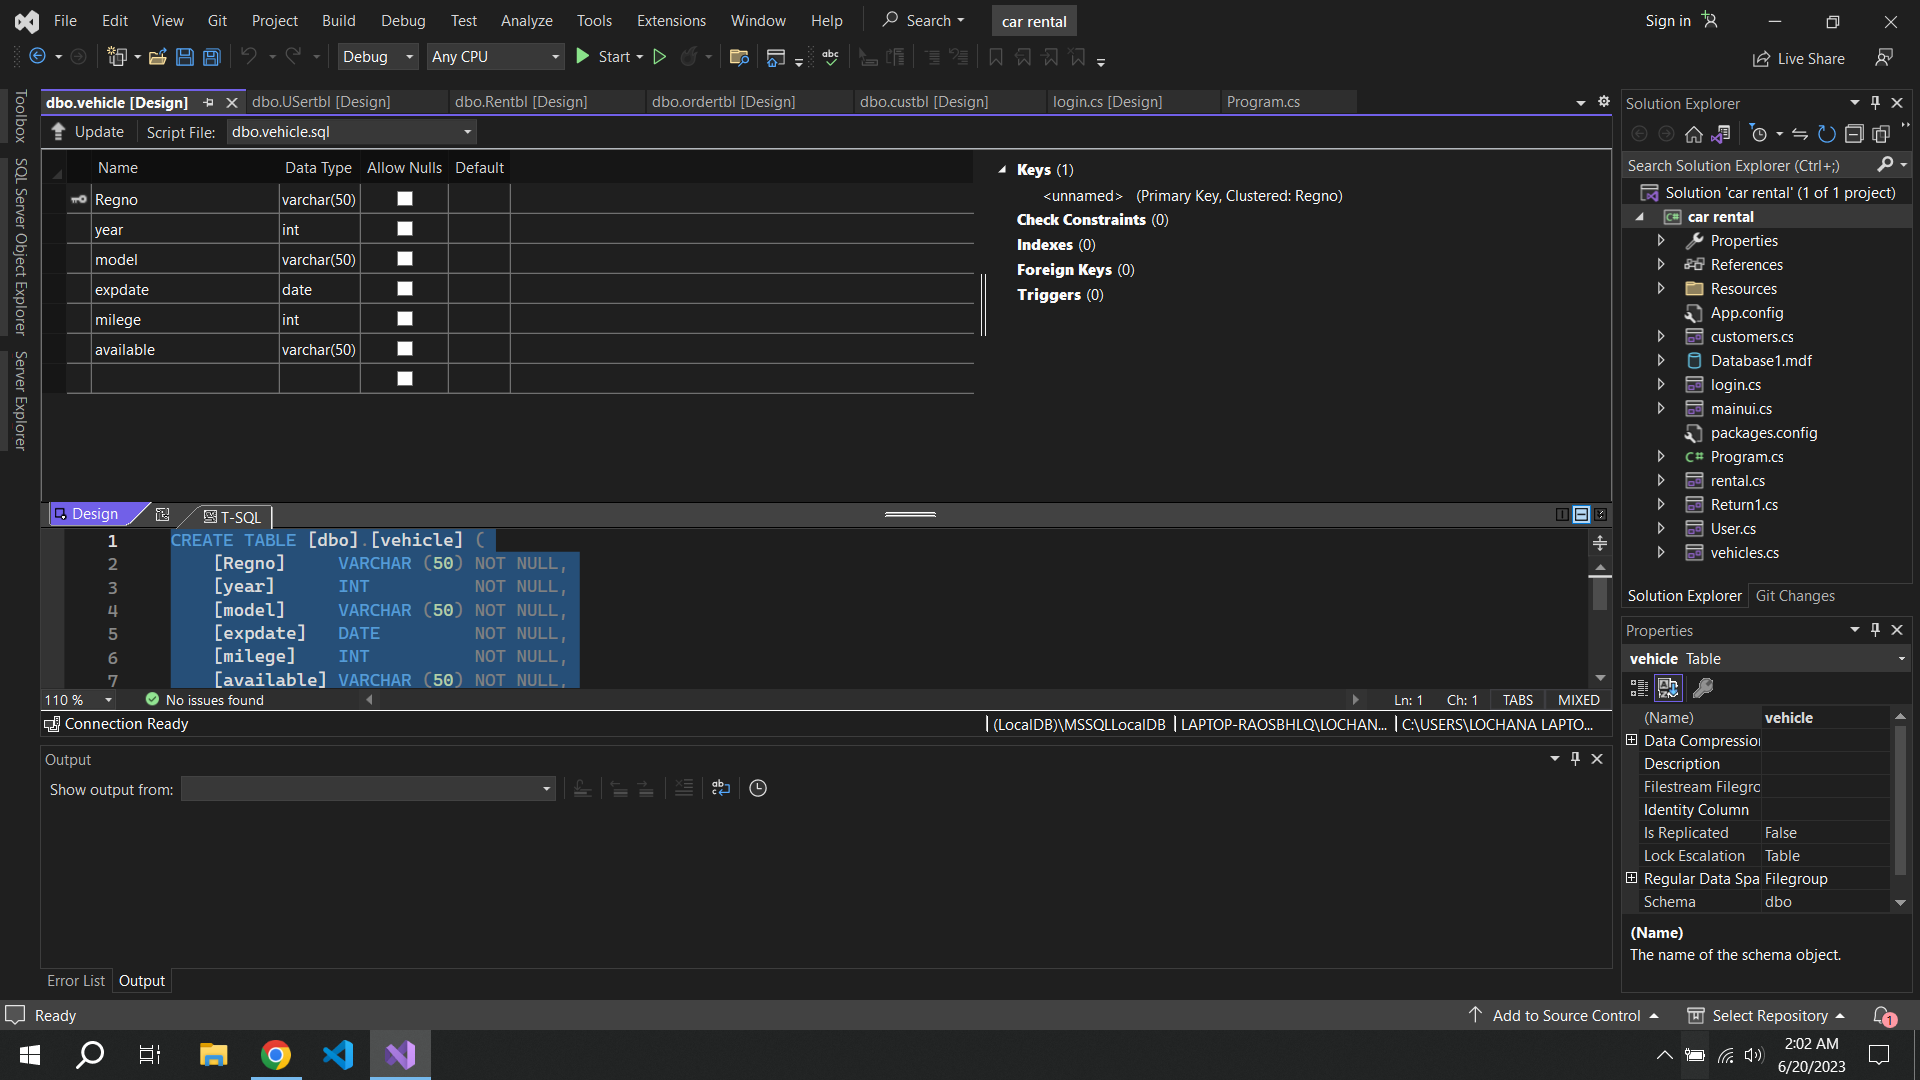 File Edit View Git Project Build Debug Test Analyze Tools Extensions Window Help Search car rental Sign in
Debug Any CPU Start Live Share
dbo.vehicle [Design] dbo.USertbl [Design] dbo.Rentbl [Design] dbo.ordertbl [Design] dbo.custbl [Design] login.cs [Design] Program.cs
Update Script File: dbo.vehicle.sql
Toolbox
SQL Server Object Explorer
Server Explorer
Name Data Type Allow Nulls Default
Regno varchar(50)
year int
model varchar(50)
expdate date
milege int
available varchar(50)
Keys (1)
<unnamed> (Primary Key, Clustered: Regno)
Check Constraints (0)
Indexes (0)
Foreign Keys (0)
Triggers (0)
Design T-SQL
1 CREATE TABLE [dbo].[vehicle] (
2 [Regno] VARCHAR (50) NOT NULL,
3 [year] INT NOT NULL,
4 [model] VARCHAR (50) NOT NULL,
5 [expdate] DATE NOT NULL,
6 [milege] INT NOT NULL,
7 [available] VARCHAR (50) NOT NULL,
110 % No issues found Ln: 1 Ch: 1 TABS MIXED
Connection Ready (LocalDB)\MSSQLLocalDB LAPTOP-RAOSBHLQ\LOCHAN... C:\USERS\LOCHANA LAPTO...
Output
Show output from:
Error List Output
Solution Explorer
Search Solution Explorer (Ctrl+;)
Solution 'car rental' (1 of 1 project)
car rental
Properties
References
Resources
App.config
customers.cs
Database1.mdf
login.cs
mainui.cs
packages.config
Program.cs
rental.cs
Return1.cs
User.cs
vehicles.cs
Solution Explorer Git Changes
Properties
vehicle Table
(Name) vehicle
Data Compression
Description
Filestream Filegro
Identity Column
Is Replicated False
Lock Escalation Table
Regular Data Spa Filegroup
Schema dbo
(Name)
The name of the schema object.
Ready Add to Source Control Select Repository 1
2:02 AM
6/20/2023